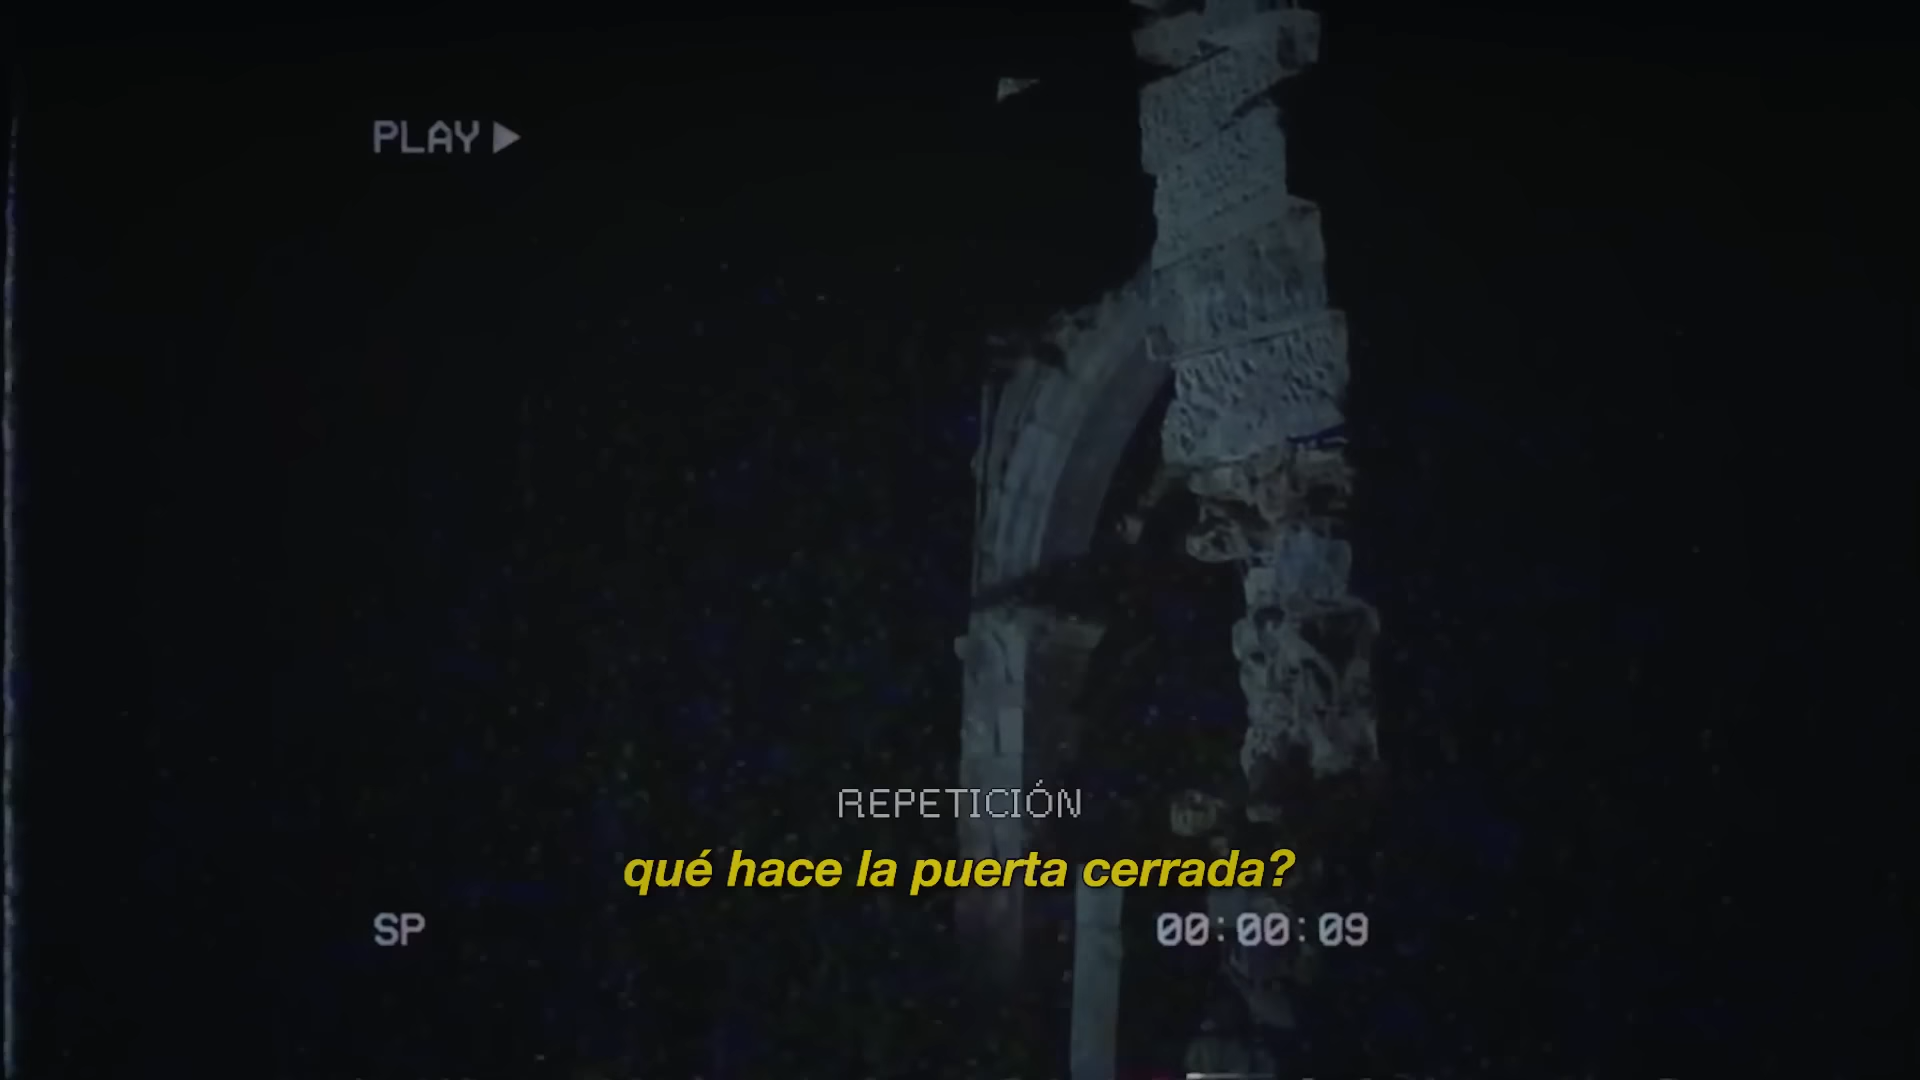 PLAY
REPETICIÓN
qué hace la puerta cerrada?
SP
00:00:09